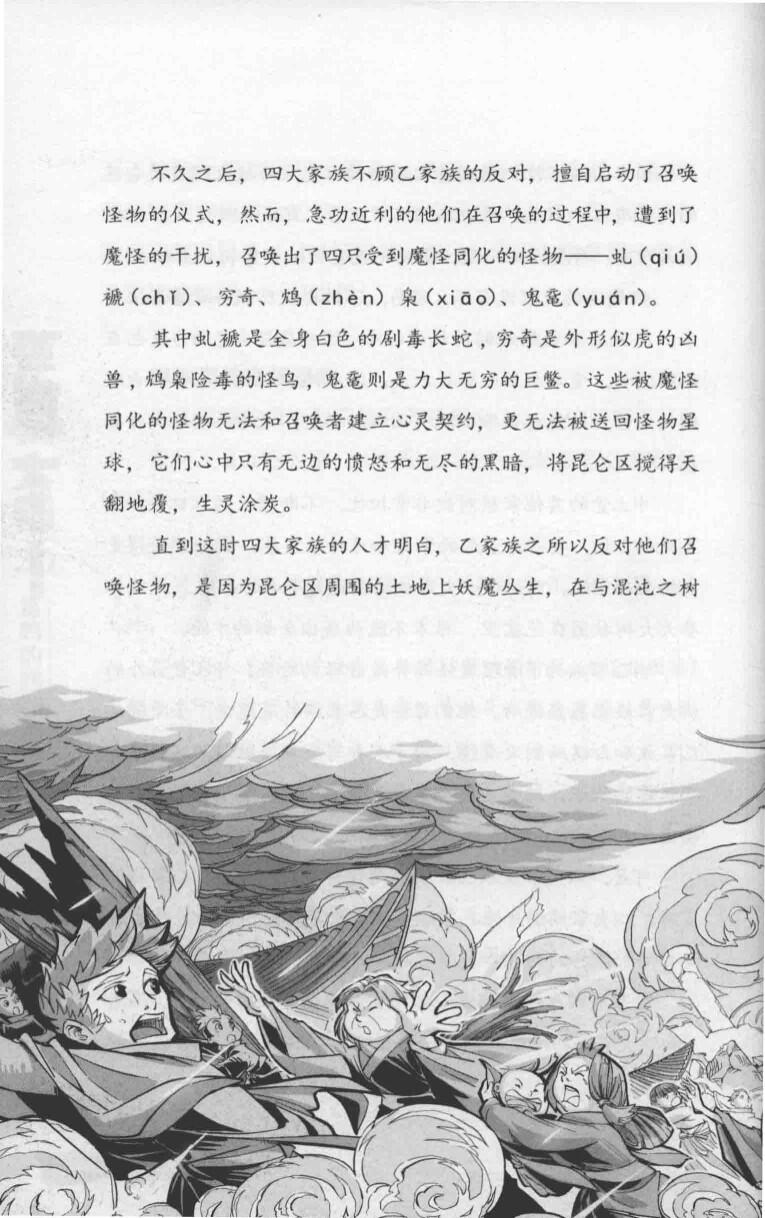 不久之后，四大家族不顾乙家族的反对，擅自启动了召唤
怪物的仪式，然而，急功近利的他们在召唤的过程中，遭到了
魔怪的干扰，召唤出了四只受到魔怪同化的怪物——虬(qiú)
褫(chǐ)、穷奇、鸩(zhèn)枭(xiāo)、鬼鼋(yuán)。
其中虬褫是全身白色的剧毒长蛇，穷奇是外形似虎的凶
兽，鸩枭险毒的怪鸟，鬼鼋则是力大无穷的巨鳖。这些被魔怪
同化的怪物无法和召唤者建立心灵契约，更无法被送回怪物星
球，它们心中只有无边的愤怒和无尽的黑暗，将昆仑区搅得天
翻地覆，生灵涂炭。
直到这时四大家族的人才明白，乙家族之所以反对他们召
唤怪物，是因为昆仑区周围的土地上妖魔丛生，在与混沌之树